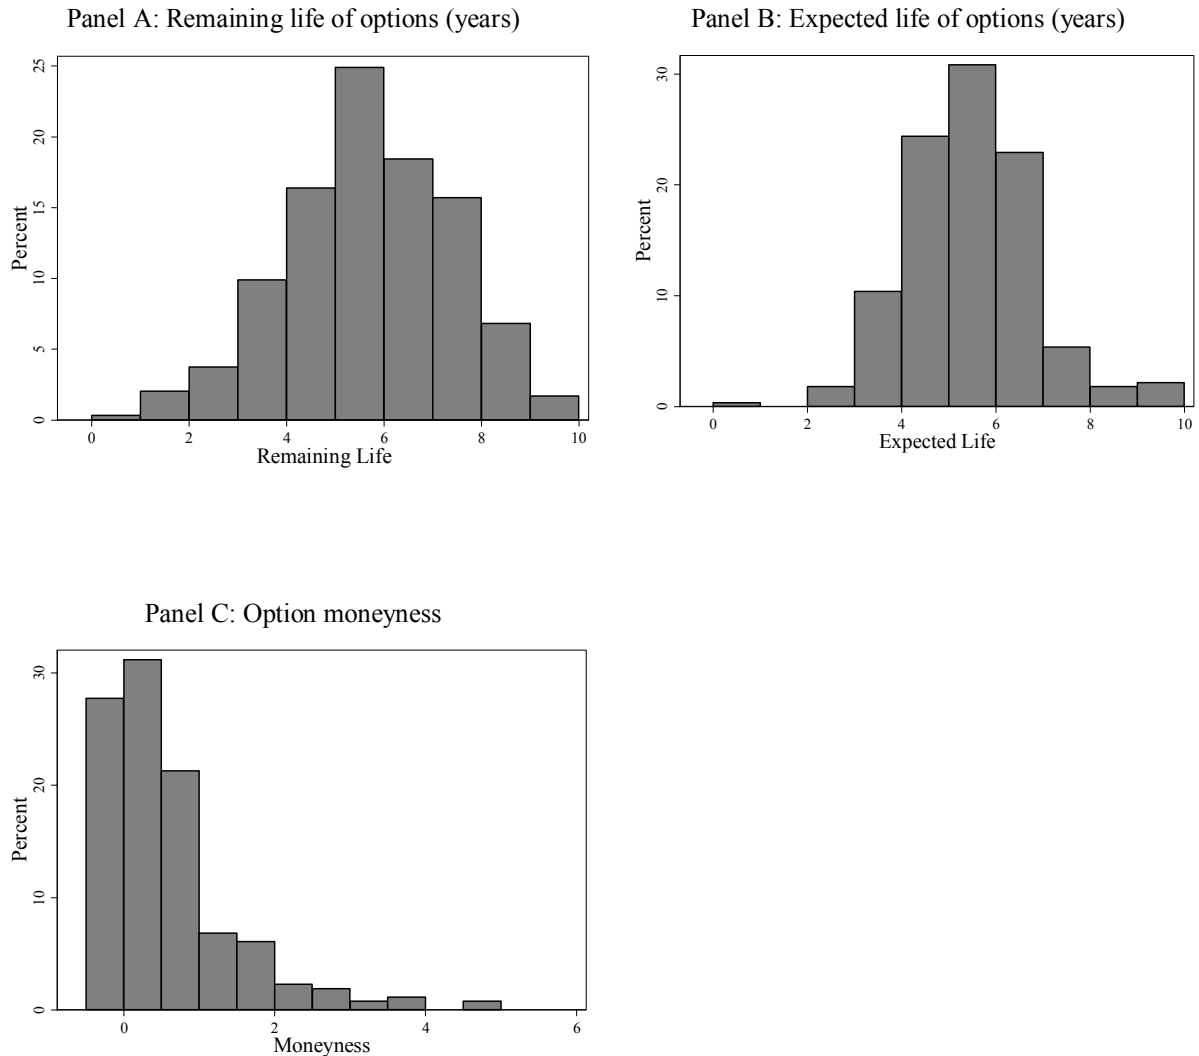 Panel A: Remaining life of options (years)
25
20
15
10
5
0
Percent
0 2 4 6 8 10
Remaining Life
Panel B: Expected life of options (years)
30
20
10
0
Percent
0 2 4 6 8 10
Expected Life
Panel C: Option moneyness
30
20
10
0
Percent
0 2 4 6
Moneyness